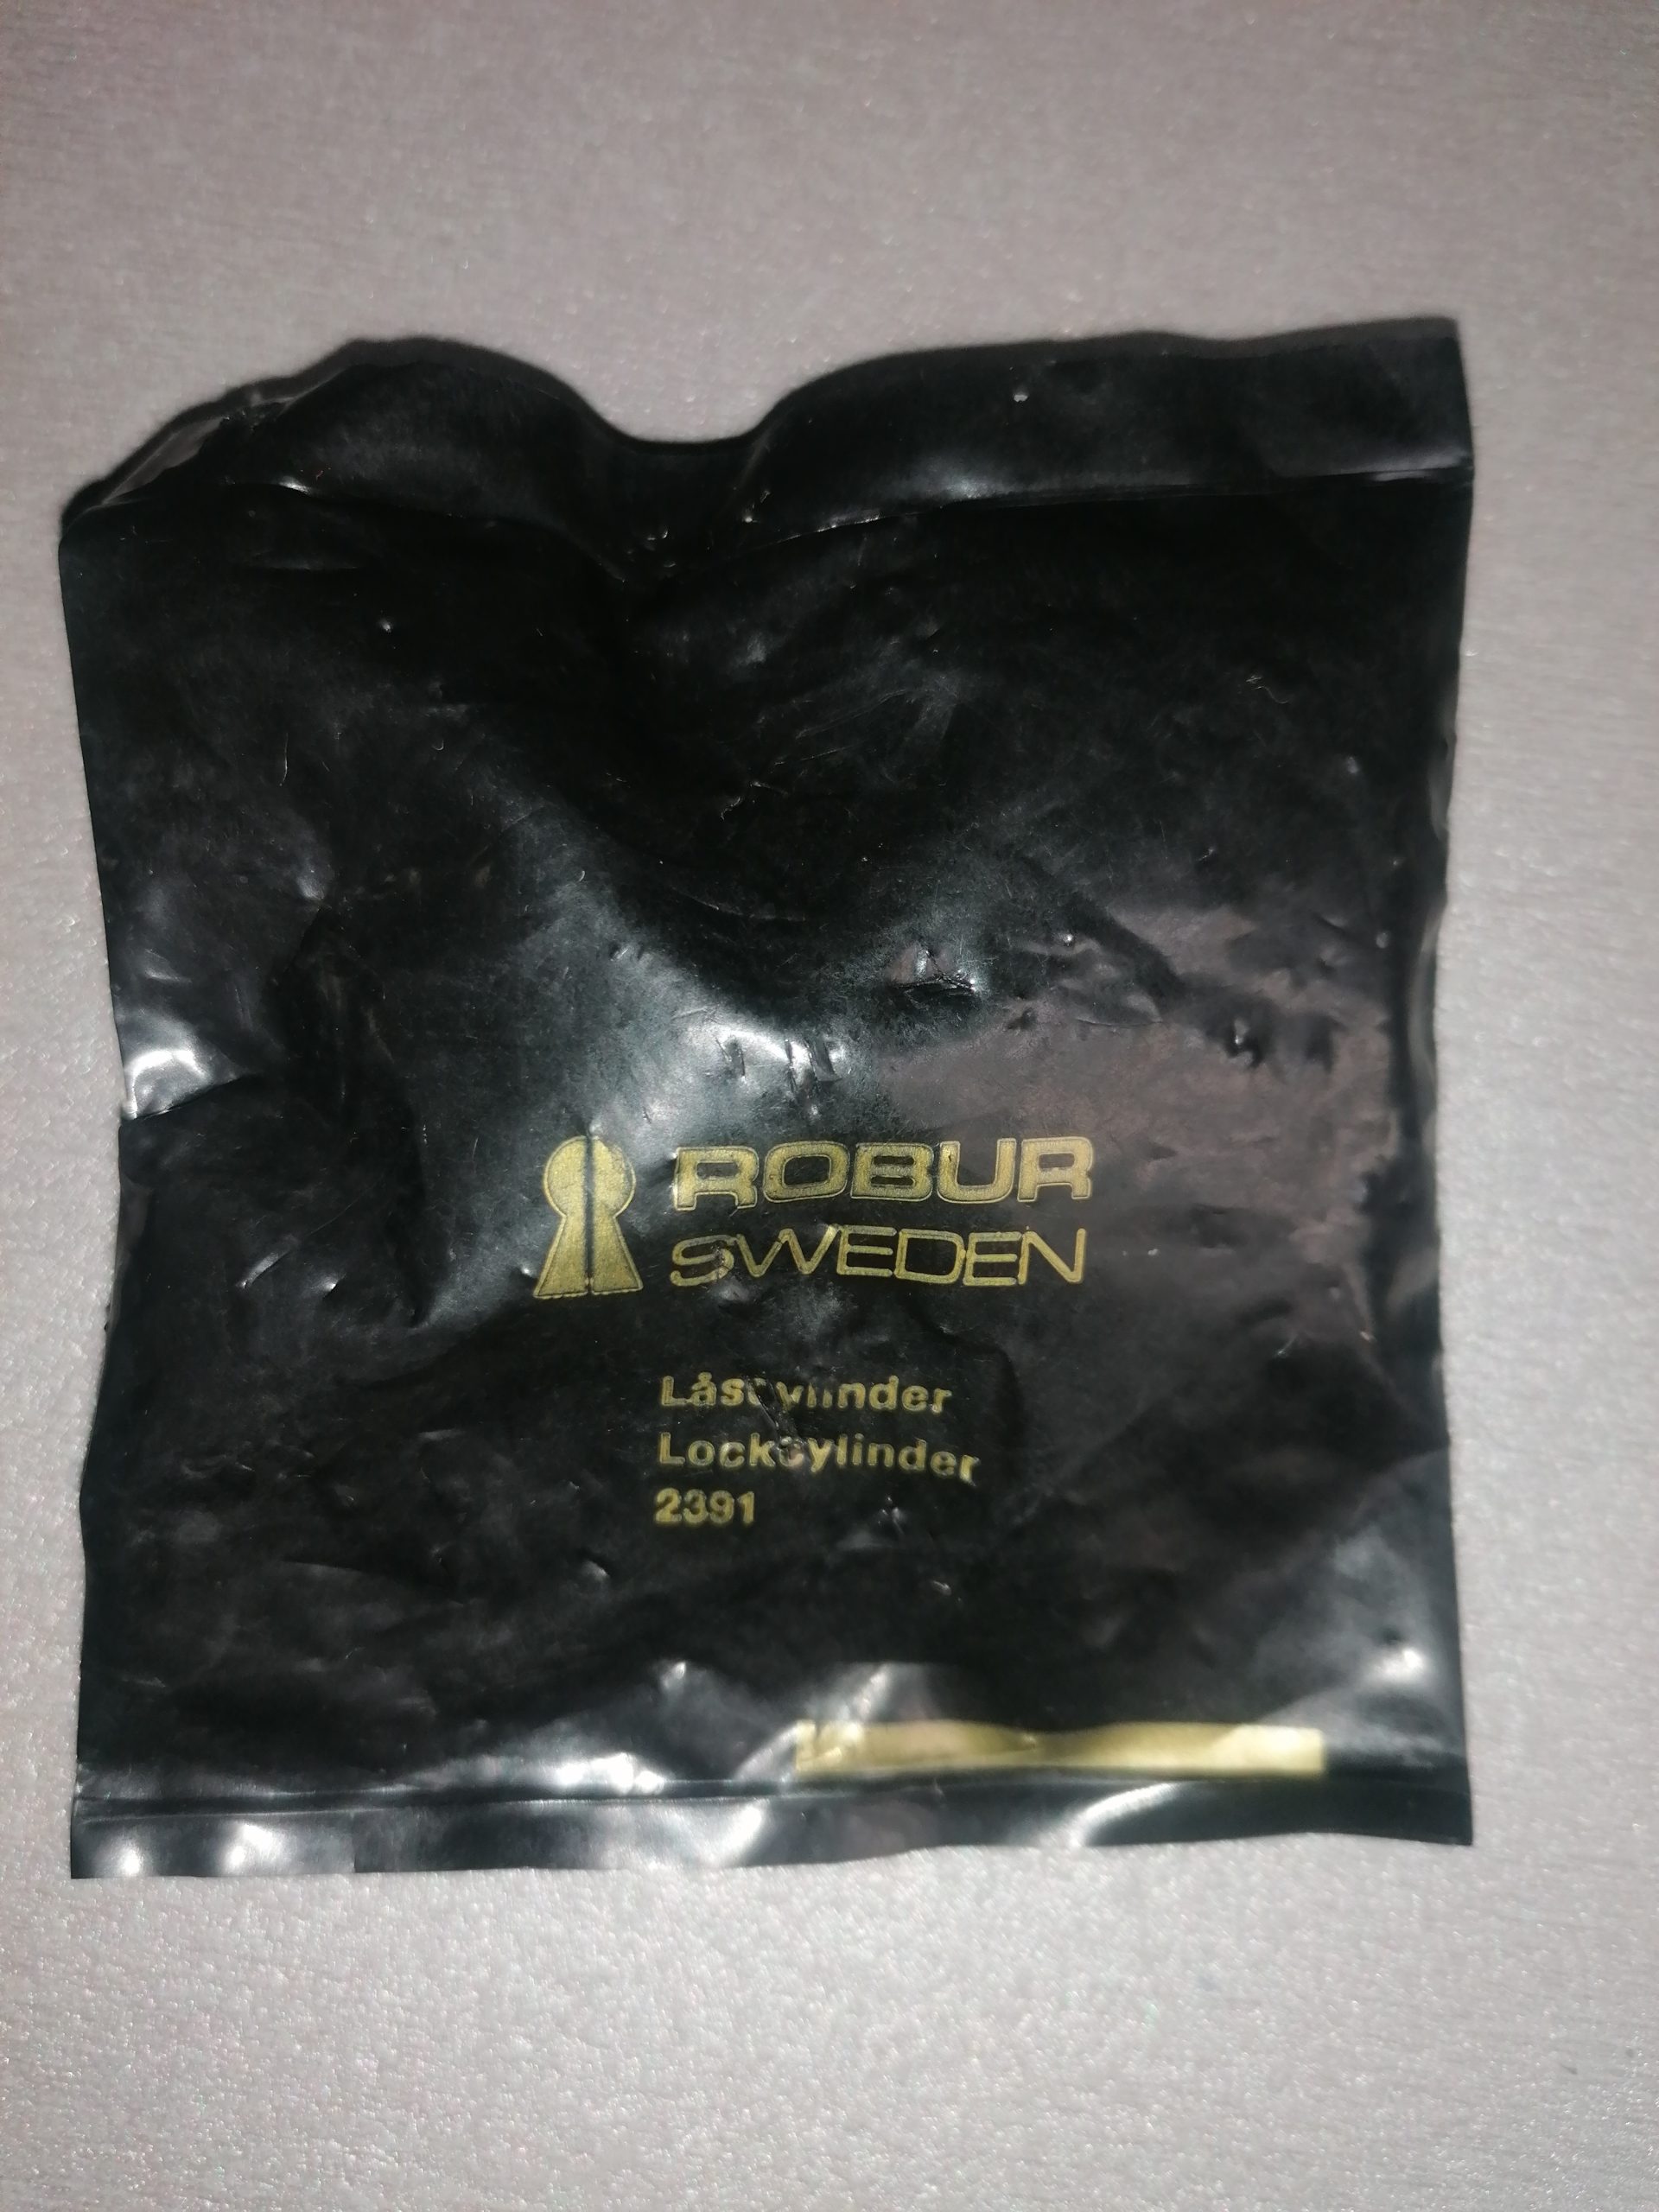 ROBUR
SWEDEN
Låscylinder
Lockcylinder
2391